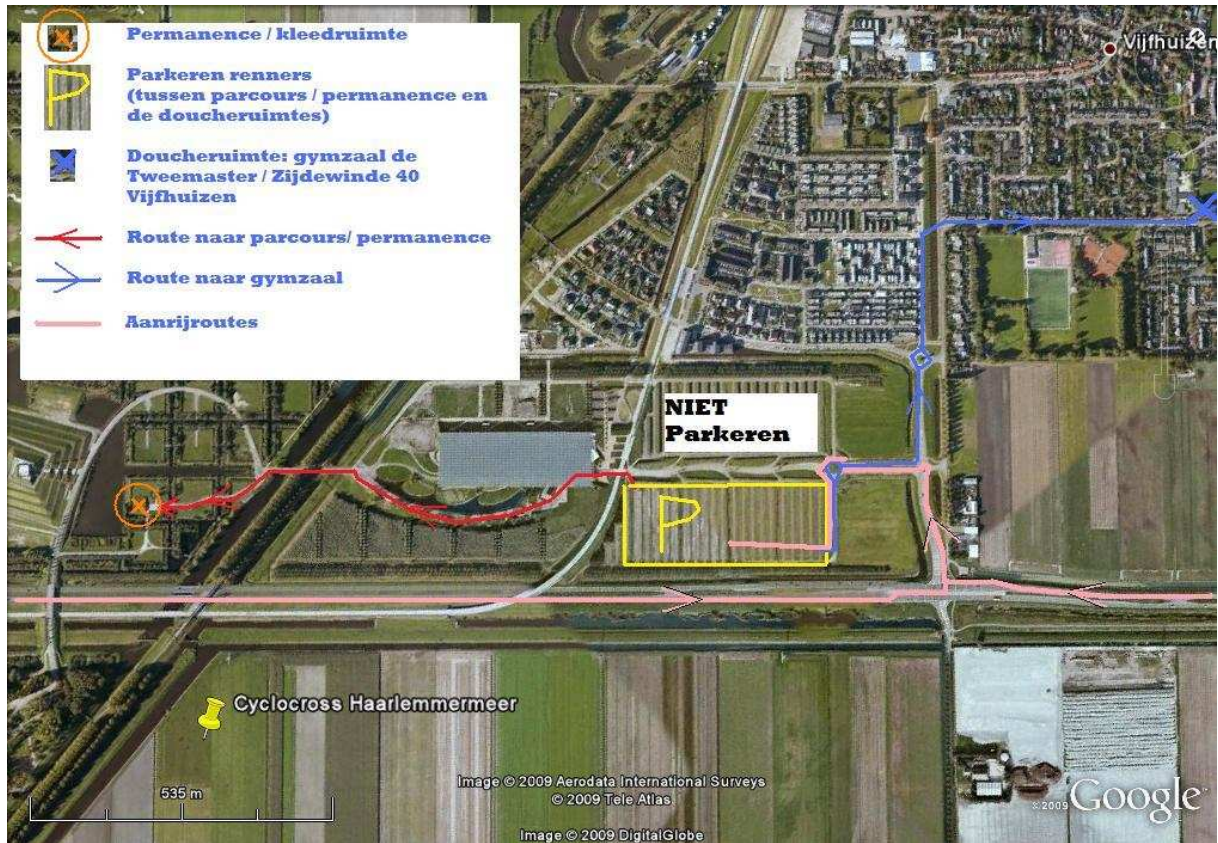 Permanence / kleedruimte
P
Parkeren renners
(tussen parcours / permanence en
de doucheruimtes)
Doucheruimte: gymzaal de
Tweemaster / Zijdewinde 40
Vijfhuizen
Route naar parcours/ permanence
Route naar gymzaal
Aanrijroutes
Vijfhuizen
NIET
Parkeren
P
Cyclocross Haarlemmermeer
535 m
Image © 2009 Aerodata International Surveys
© 2009 Tele Atlas
Image © 2009 DigitalGlobe
©2009 Google